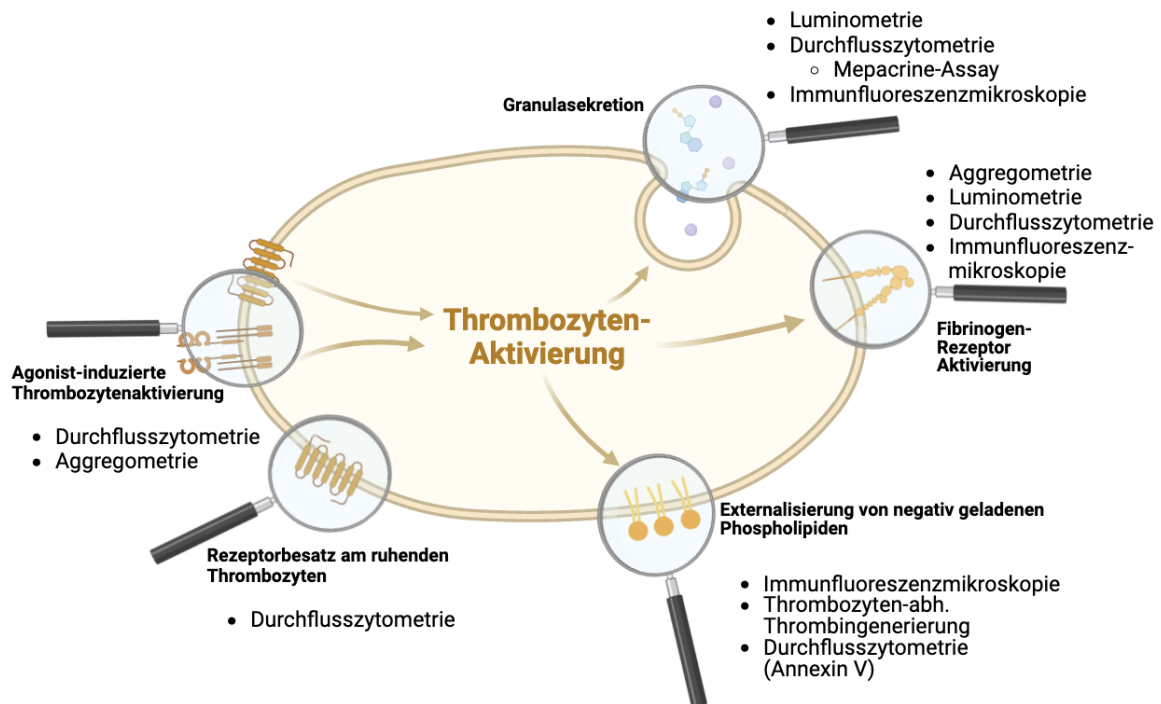 • Luminometrie
• Durchflusszytometrie
○ Mepacrine-Assay
• Immunfluoreszenzmikroskopie
Granulasekretion
• Aggregometrie
• Luminometrie
• Durchflusszytometrie
• Immunfluoreszenz-
mikroskopie
Fibrinogen-
Rezeptor
Aktivierung
Thrombozyten-
Aktivierung
Agonist-induzierte
Thrombozytenaktivierung
• Durchflusszytometrie
• Aggregometrie
Rezeptorbesatz am ruhenden
Thrombozyten
• Durchflusszytometrie
Externalisierung von negativ geladenen
Phospholipiden
• Immunfluoreszenzmikroskopie
• Thrombozyten-abh.
Thrombingenerierung
• Durchflusszytometrie
(Annexin V)